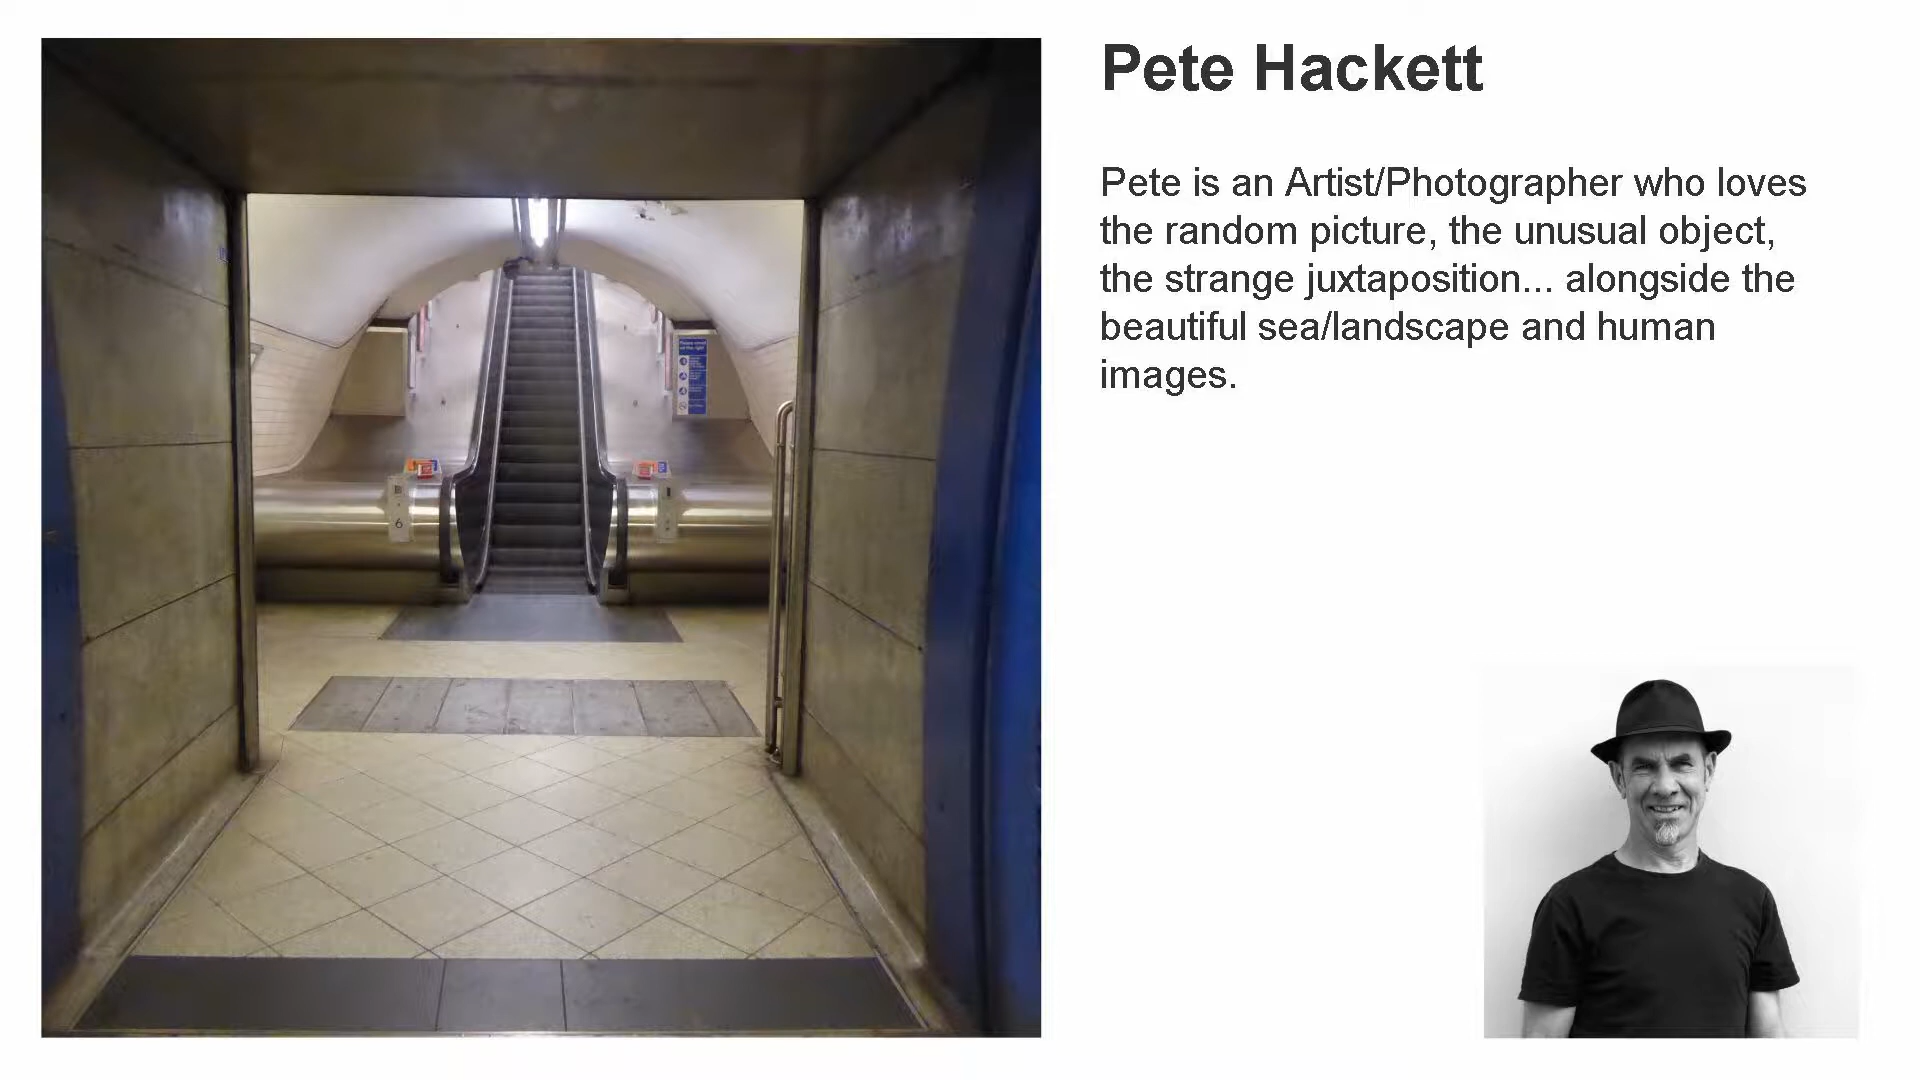 Pete Hackett
Pete is an Artist/Photographer who loves
the random picture, the unusual object,
the strange juxtaposition... alongside the
beautiful sea/landscape and human
images.
6